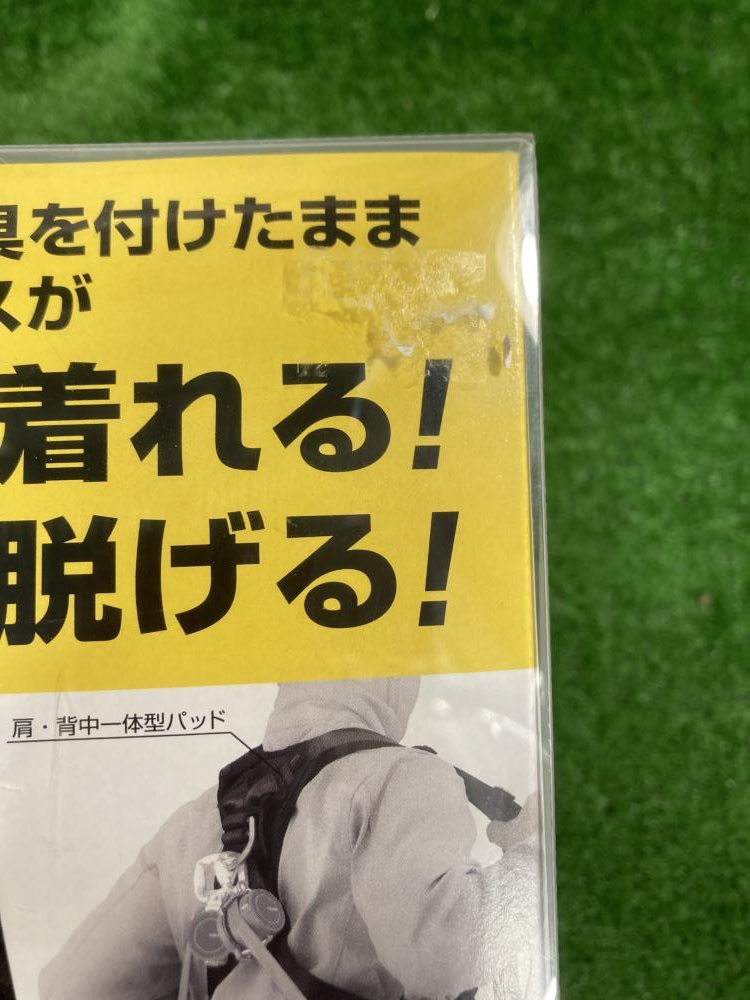 具を付けたまま
スが
着れる!
脱げる!
肩・背中一体型パッド